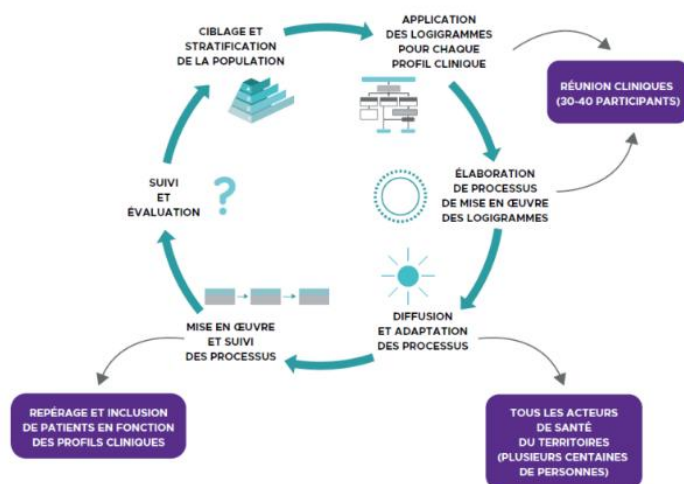 CIBLAGE ET
STRATIFICATION
DE LA POPULATION
APPLICATION
DES LOGIGRAMMES
POUR CHAQUE
PROFIL CLINIQUE
RÉUNION CLINIQUES
(30-40 PARTICIPANTS)
ÉLABORATION
DE PROCESSUS
DE MISE EN ŒUVRE
DES LOGIGRAMMES
DIFFUSION
ET ADAPTATION
DES PROCESSUS
TOUS LES ACTEURS
DE SANTÉ
DU TERRITOIRES
(PLUSIEURS CENTAINES
DE PERSONNES)
MISE EN ŒUVRE
ET SUIVI
DES PROCESSUS
REPÉRAGE ET INCLUSION
DE PATIENTS EN FONCTION
DES PROFILS CLINIQUES
SUIVI
ET
ÉVALUATION
?